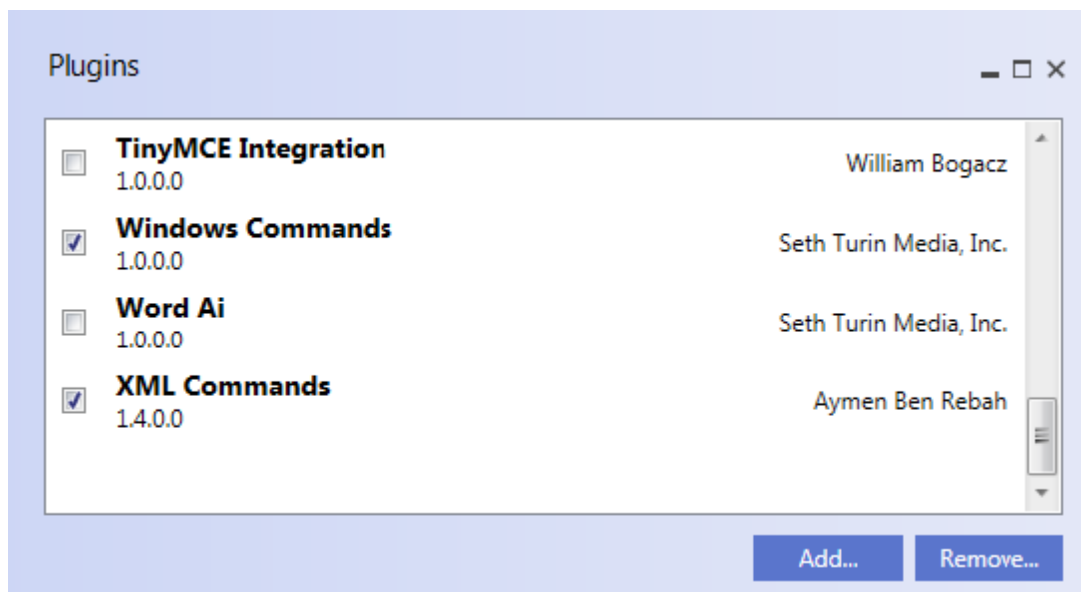 Plugins
TinyMCE Integration
1.0.0.0
William Bogacz
Windows Commands
1.0.0.0
Seth Turin Media, Inc.
Word Ai
1.0.0.0
Seth Turin Media, Inc.
XML Commands
1.4.0.0
Aymen Ben Rebah
Add...
Remove...